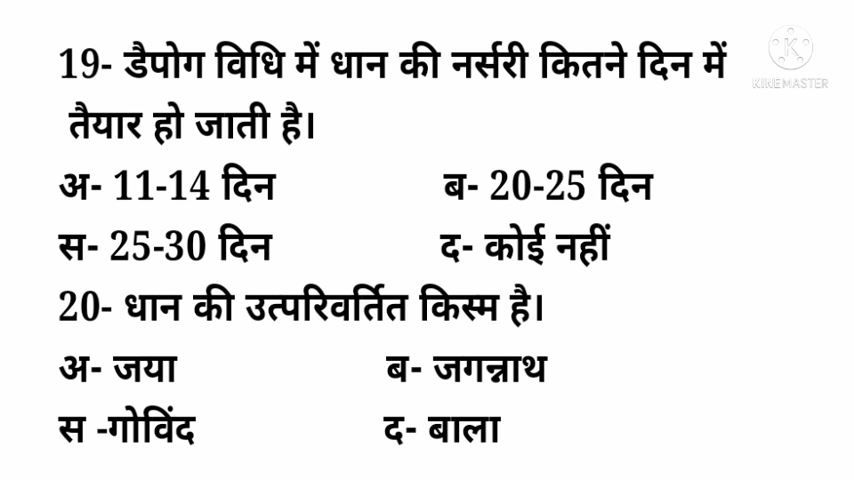 19- डैपोग विधि में धान की नर्सरी कितने दिन में
तैयार हो जाती है।
अ- 11-14 दिन ब- 20-25 दिन
स- 25-30 दिन द- कोई नहीं
20- धान की उत्परिवर्तित किस्म है।
अ- जया ब- जगन्नाथ
स -गोविंद द- बाला
K
KINEMASTER